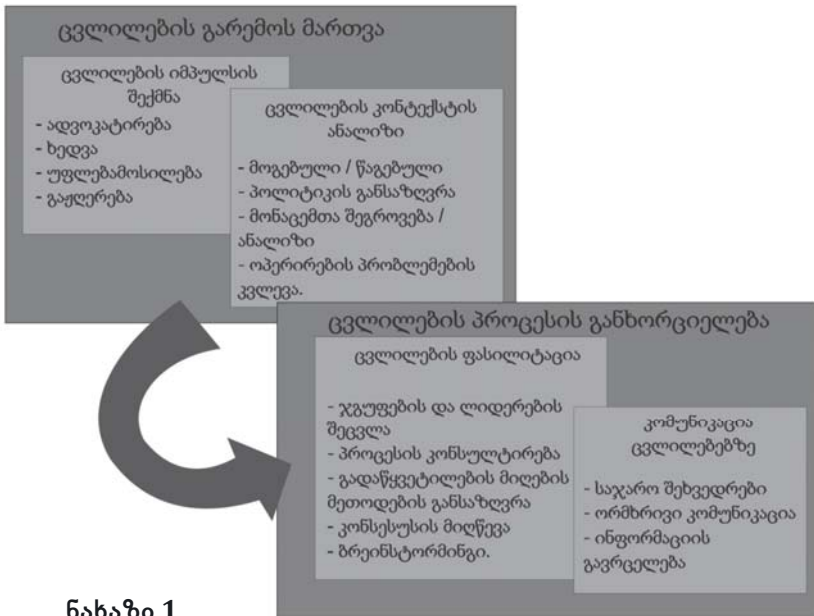 ცვლილების გარემოს მართვა
ცვლილების იმპულსის
შექმნა
- ადვოკატირება
- ხედვა
- უფლებამოსილება
- გაჟღერება
ცვლილების კონტექსტის
ანალიზი
- მოგებული / წაგებული
- პოლიტიკის განსაზღვრა
- მონაცემთა შეგროვება /
ანალიზი
- ოპერირების პრობლემების
კვლევა.
ცვლილების პროცესის განხორციელება
ცვლილების ფასილიტაცია
- ჯგუფების და ლიდერების
შეცვლა
- პროცესის კონსულტირება
- გადაწყვეტილების მიღების
მეთოდების განსაზღვრა
- კონსესუსის მიღწევა
- ბრეინსტორმინგი.
კომუნიკაცია
ცვლილებებზე
- საჯარო შეხვედრები
- ორმხრივი კომუნიკაცია
- ინფორმაციის
გავრცელება
ნახაზი 1